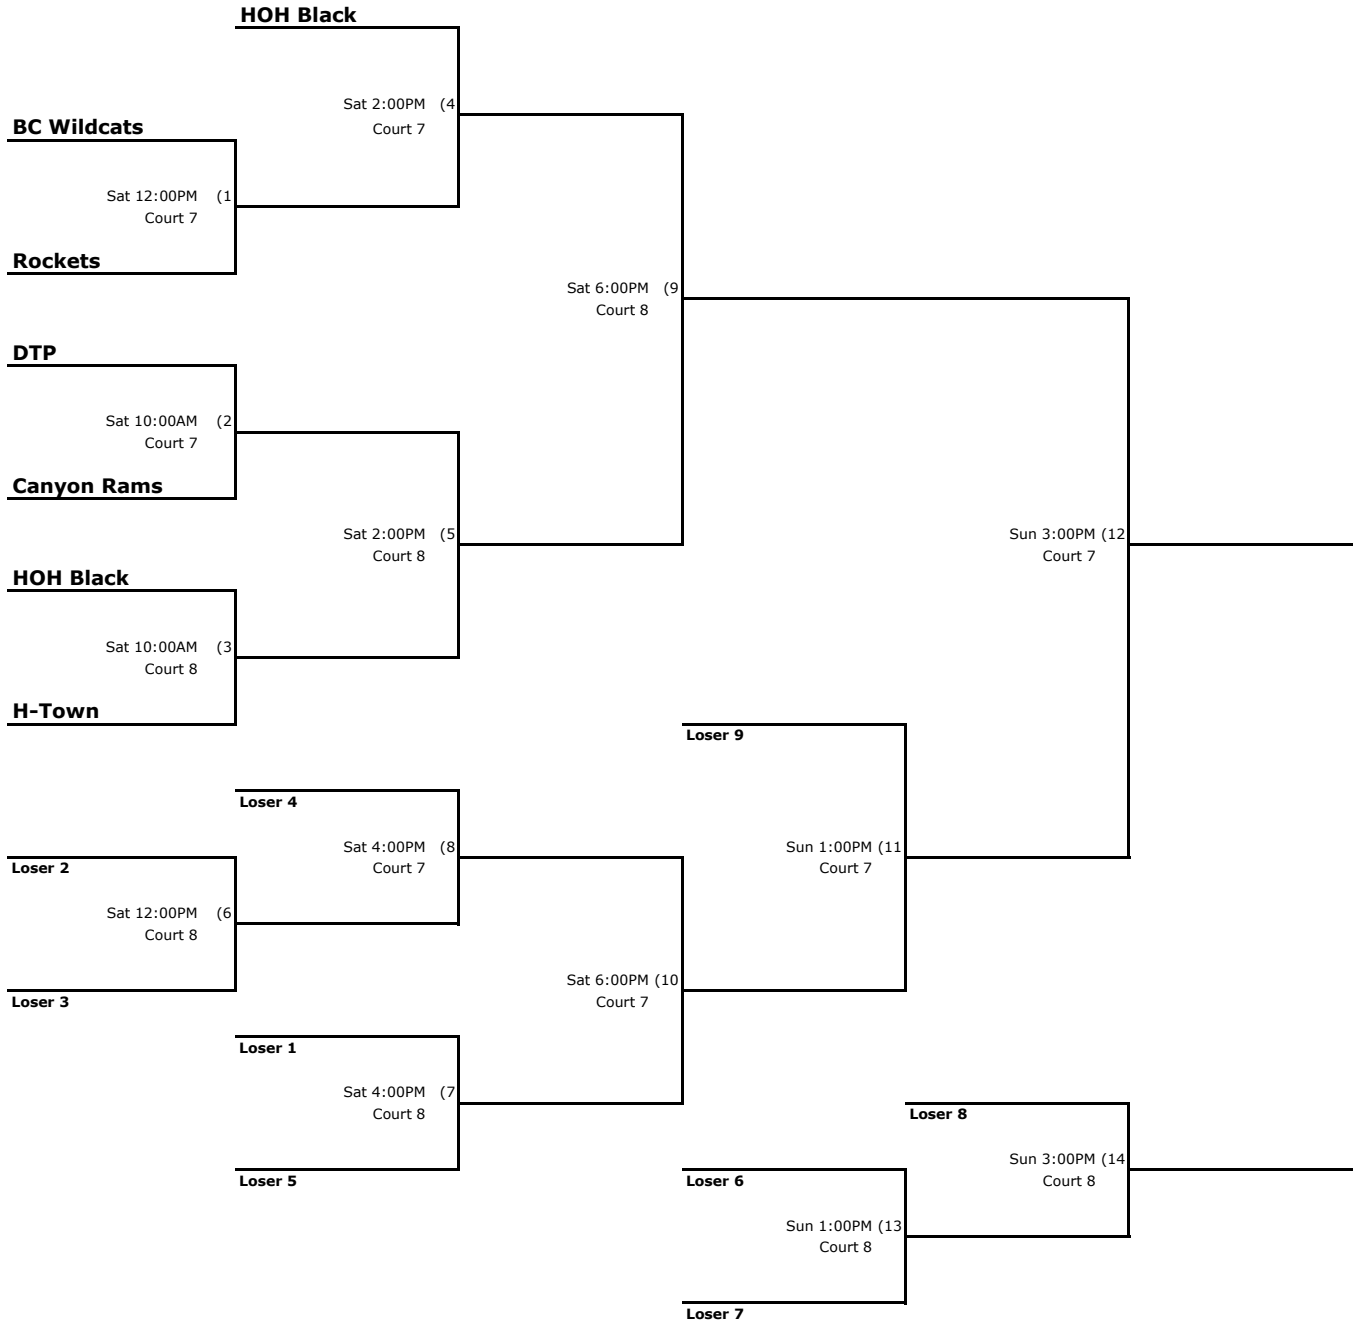 HOH Black
Sat 2:00PM (4
Court 7
BC Wildcats
Sat 12:00PM (1
Court 7
Rockets
Sat 6:00PM (9
Court 8
DTP
Sat 10:00AM (2
Court 7
Canyon Rams
Sat 2:00PM (5
Court 8
Sun 3:00PM (12
Court 7
HOH Black
Sat 10:00AM (3
Court 8
H-Town
Loser 9
Loser 4
Sat 4:00PM (8
Court 7
Sun 1:00PM (11
Court 7
Loser 2
Sat 12:00PM (6
Court 8
Loser 3
Sat 6:00PM (10
Court 7
Loser 1
Sat 4:00PM (7
Court 8
Loser 5
Loser 8
Sun 3:00PM (14
Court 8
Loser 6
Sun 1:00PM (13
Court 8
Loser 7